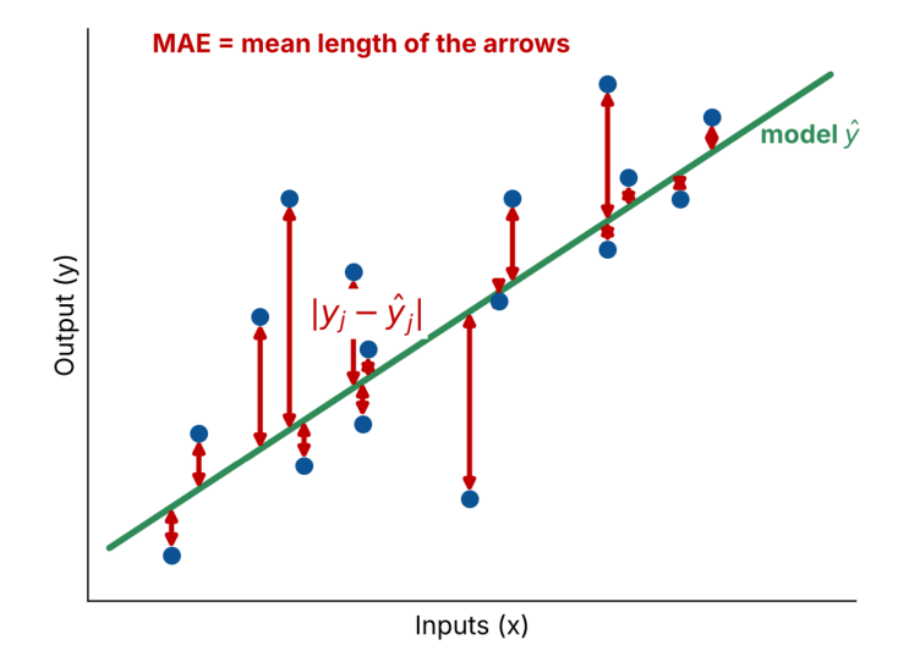 MAE = mean length of the arrows
model ŷ
|yⱼ − ŷⱼ|
Output (y)
Inputs (x)